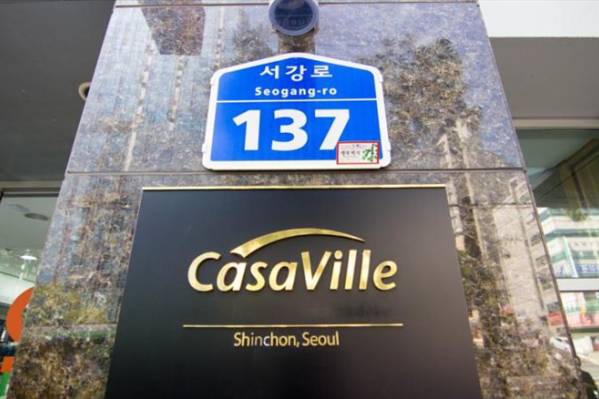 서강로
Seogang-ro
137
CasaVille
Shinchon, Seoul